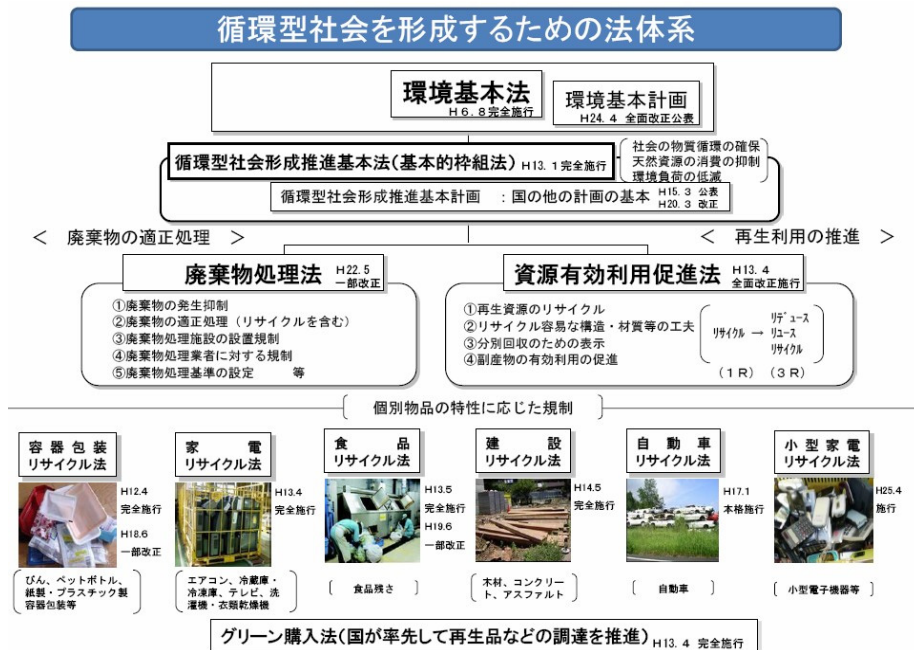 循環型社会を形成するための法体系
環境基本法
H6.8完全施行
環境基本計画
H24.4 全面改正公表
循環型社会形成推進基本法(基本的枠組法) H13.1完全施行
社会の物質循環の確保
天然資源の消費の抑制
環境負荷の低減
循環型社会形成推進基本計画 :国の他の計画の基本
H15.3 公表
H20.3 改正
< 廃棄物の適正処理 >
< 再生利用の推進 >
廃棄物処理法
H22.5
一部改正
①廃棄物の発生抑制
②廃棄物の適正処理(リサイクルを含む)
③廃棄物処理施設の設置規制
④廃棄物処理業者に対する規制
⑤廃棄物処理基準の設定 等
資源有効利用促進法
H13.4
全面改正施行
①再生資源のリサイクル
②リサイクル容易な構造・材質等の工夫
③分別回収のための表示
④副産物の有効利用の促進
リサイクル →
リデュース
リユース
リサイクル
(1R) (3R)
個別物品の特性に応じた規制
容器包装
リサイクル法
H12.4
完全施行
H18.6
一部改正
びん、ペットボトル、
紙製・プラスチック製
容器包装等
家電
リサイクル法
H13.4
完全施行
エアコン、冷蔵庫・
冷凍庫、テレビ、洗
濯機・衣類乾燥機
食品
リサイクル法
H13.5
完全施行
H19.6
一部改正
食品残さ
建設
リサイクル法
H14.5
完全施行
木材、コンクリー
ト、アスファルト
自動車
リサイクル法
H17.1
本格施行
自動車
小型家電
リサイクル法
H25.4
施行
小型電子機器等
グリーン購入法(国が率先して再生品などの調達を推進) H13.4 完全施行